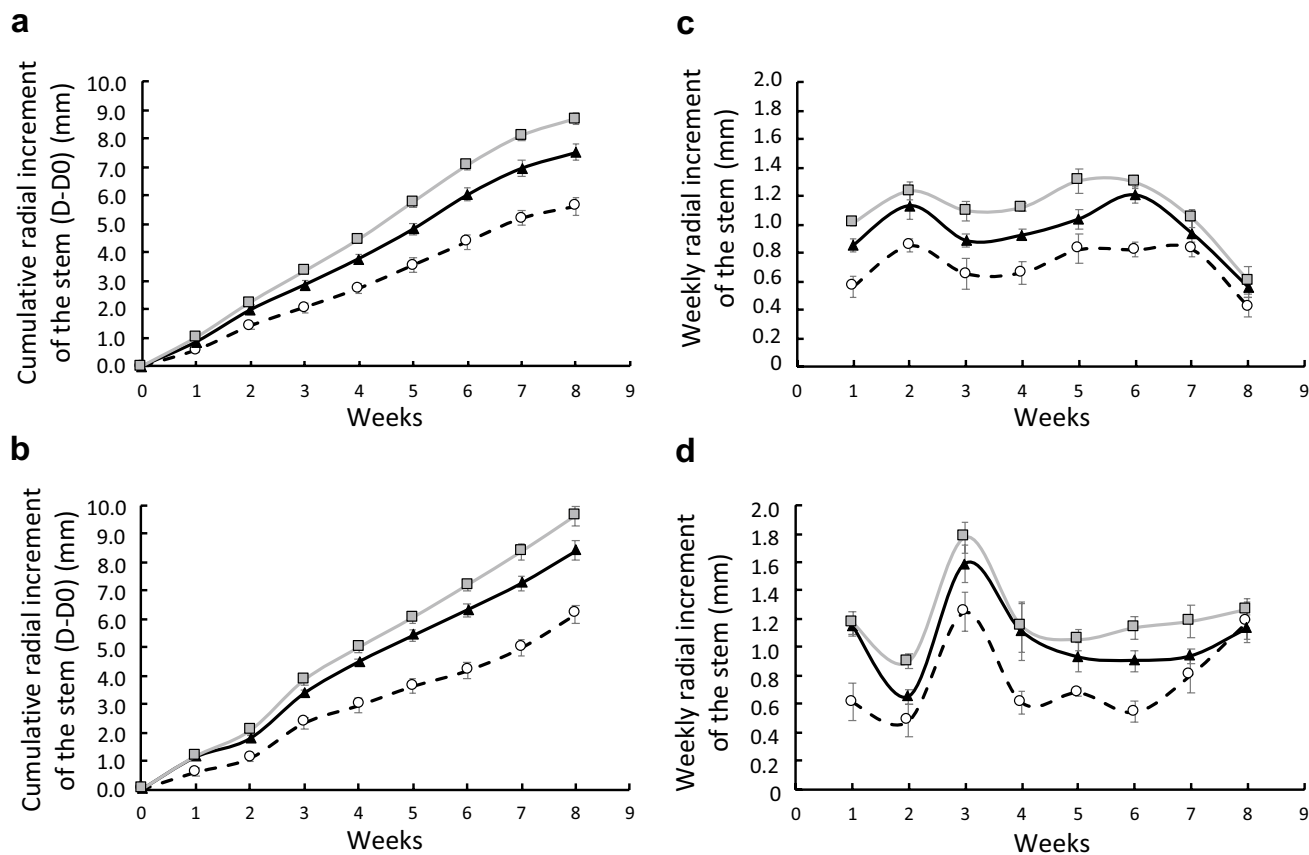 a
Cumulative radial increment
of the stem (D-D0) (mm)
10.0
9.0
8.0
7.0
6.0
5.0
4.0
3.0
2.0
1.0
0.0
0 1 2 3 4 5 6 7 8 9
Weeks
b
Cumulative radial increment
of the stem (D-D0) (mm)
10.0
9.0
8.0
7.0
6.0
5.0
4.0
3.0
2.0
1.0
0.0
0 1 2 3 4 5 6 7 8 9
Weeks
c
Weekly radial increment
of the stem (mm)
2.0
1.8
1.6
1.4
1.2
1.0
0.8
0.6
0.4
0.2
0
0 1 2 3 4 5 6 7 8 9
Weeks
d
Weekly radial increment
of the stem (mm)
2.0
1.8
1.6
1.4
1.2
1.0
0.8
0.6
0.4
0.2
0
0 1 2 3 4 5 6 7 8 9
Weeks